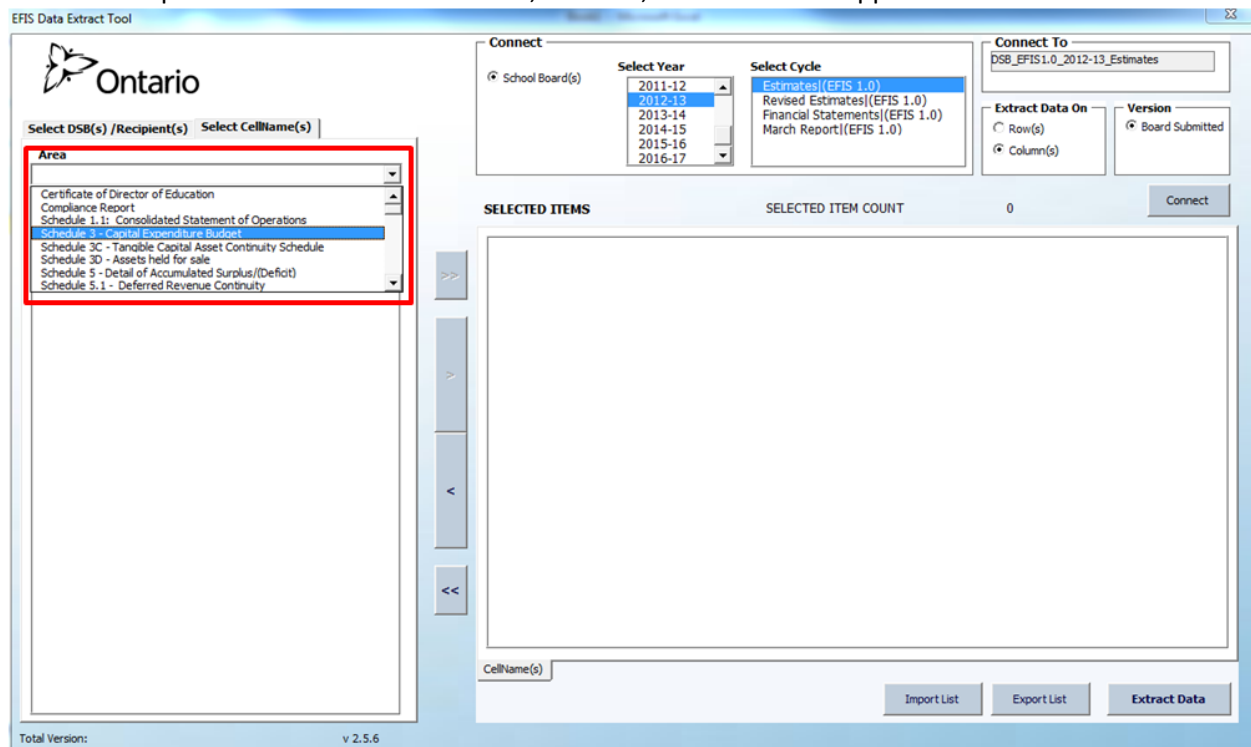 EFIS Data Extract Tool
Ontario
Select DSB(s) /Recipient(s) Select CellName(s)
Area
Certificate of Director of Education
Compliance Report
Schedule 1.1: Consolidated Statement of Operations
Schedule 3 - Capital Expenditure Budget
Schedule 3C - Tangible Capital Asset Continuity Schedule
Schedule 3D - Assets held for sale
Schedule 5 - Detail of Accumulated Surplus/(Deficit)
Schedule 5.1 - Deferred Revenue Continuity
Connect
School Board(s)
Select Year
2011-12
2012-13
2013-14
2014-15
2015-16
2016-17
Select Cycle
Estimates|(EFIS 1.0)
Revised Estimates|(EFIS 1.0)
Financial Statements|(EFIS 1.0)
March Report|(EFIS 1.0)
Connect To
DSB_EFIS1.0_2012-13_Estimates
Extract Data On
Row(s)
Column(s)
Version
Board Submitted
Connect
SELECTED ITEMS SELECTED ITEM COUNT 0
>>
>
<
<<
CellName(s)
Import List Export List Extract Data
Total Version: v 2.5.6